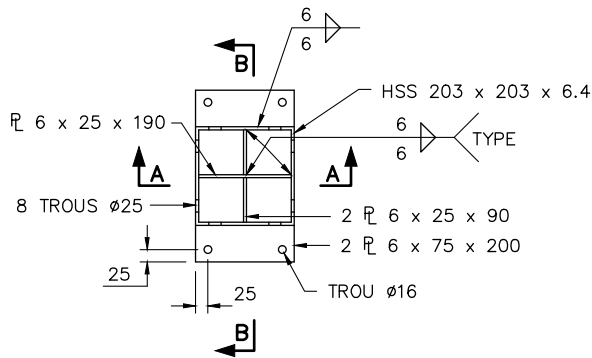 6
6
B
HSS 203 x 203 x 6.4
℄ 6 x 25 x 190
6
6
TYPE
A
A
8 TROUS ø25
2 ℄ 6 x 25 x 90
2 ℄ 6 x 75 x 200
25
25
TROU ø16
B